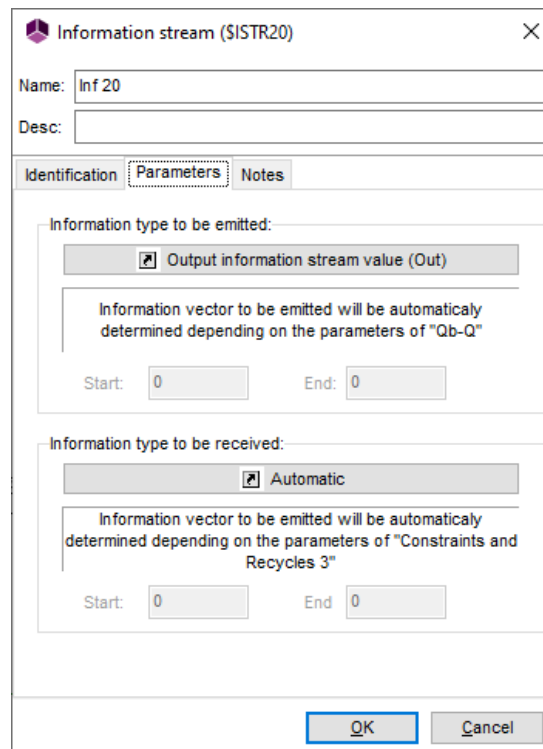 Information stream ($ISTR20)
Name: Inf 20
Desc:
Identification Parameters Notes
Information type to be emitted:
Output information stream value (Out)
Information vector to be emitted will be automaticaly
determined depending on the parameters of "Qb-Q"
Start: 0 End: 0
Information type to be received:
Automatic
Information vector to be emitted will be automaticaly
determined depending on the parameters of "Constraints and
Recycles 3"
Start: 0 End 0
OK Cancel